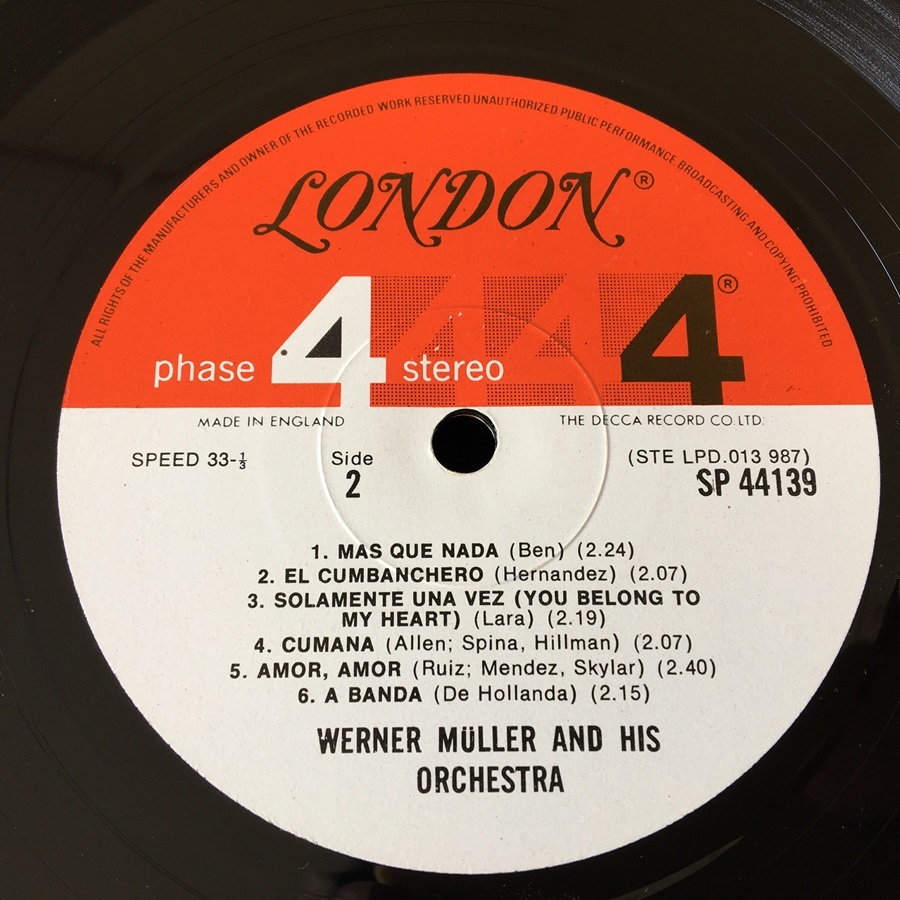 ALL RIGHTS OF THE MANUFACTURERS AND OWNER OF THE RECORDED WORK RESERVED UNAUTHORIZED PUBLIC PERFORMANCE, BROADCASTING AND COPYING PROHIBITED
LONDON®
phase 4 stereo 4 4 4®
MADE IN ENGLAND THE DECCA RECORD CO. LTD.
SPEED 33-⅓ Side (STE LPD.013 987)
2 SP 44139
1. MAS QUE NADA (Ben) (2.24)
2. EL CUMBANCHERO (Hernandez) (2.07)
3. SOLAMENTE UNA VEZ (YOU BELONG TO
MY HEART) (Lara) (2.19)
4. CUMANA (Allen; Spina, Hillman) (2.07)
5. AMOR, AMOR (Ruiz; Mendez, Skylar) (2.40)
6. A BANDA (De Hollanda) (2.15)
WERNER MÜLLER AND HIS
ORCHESTRA